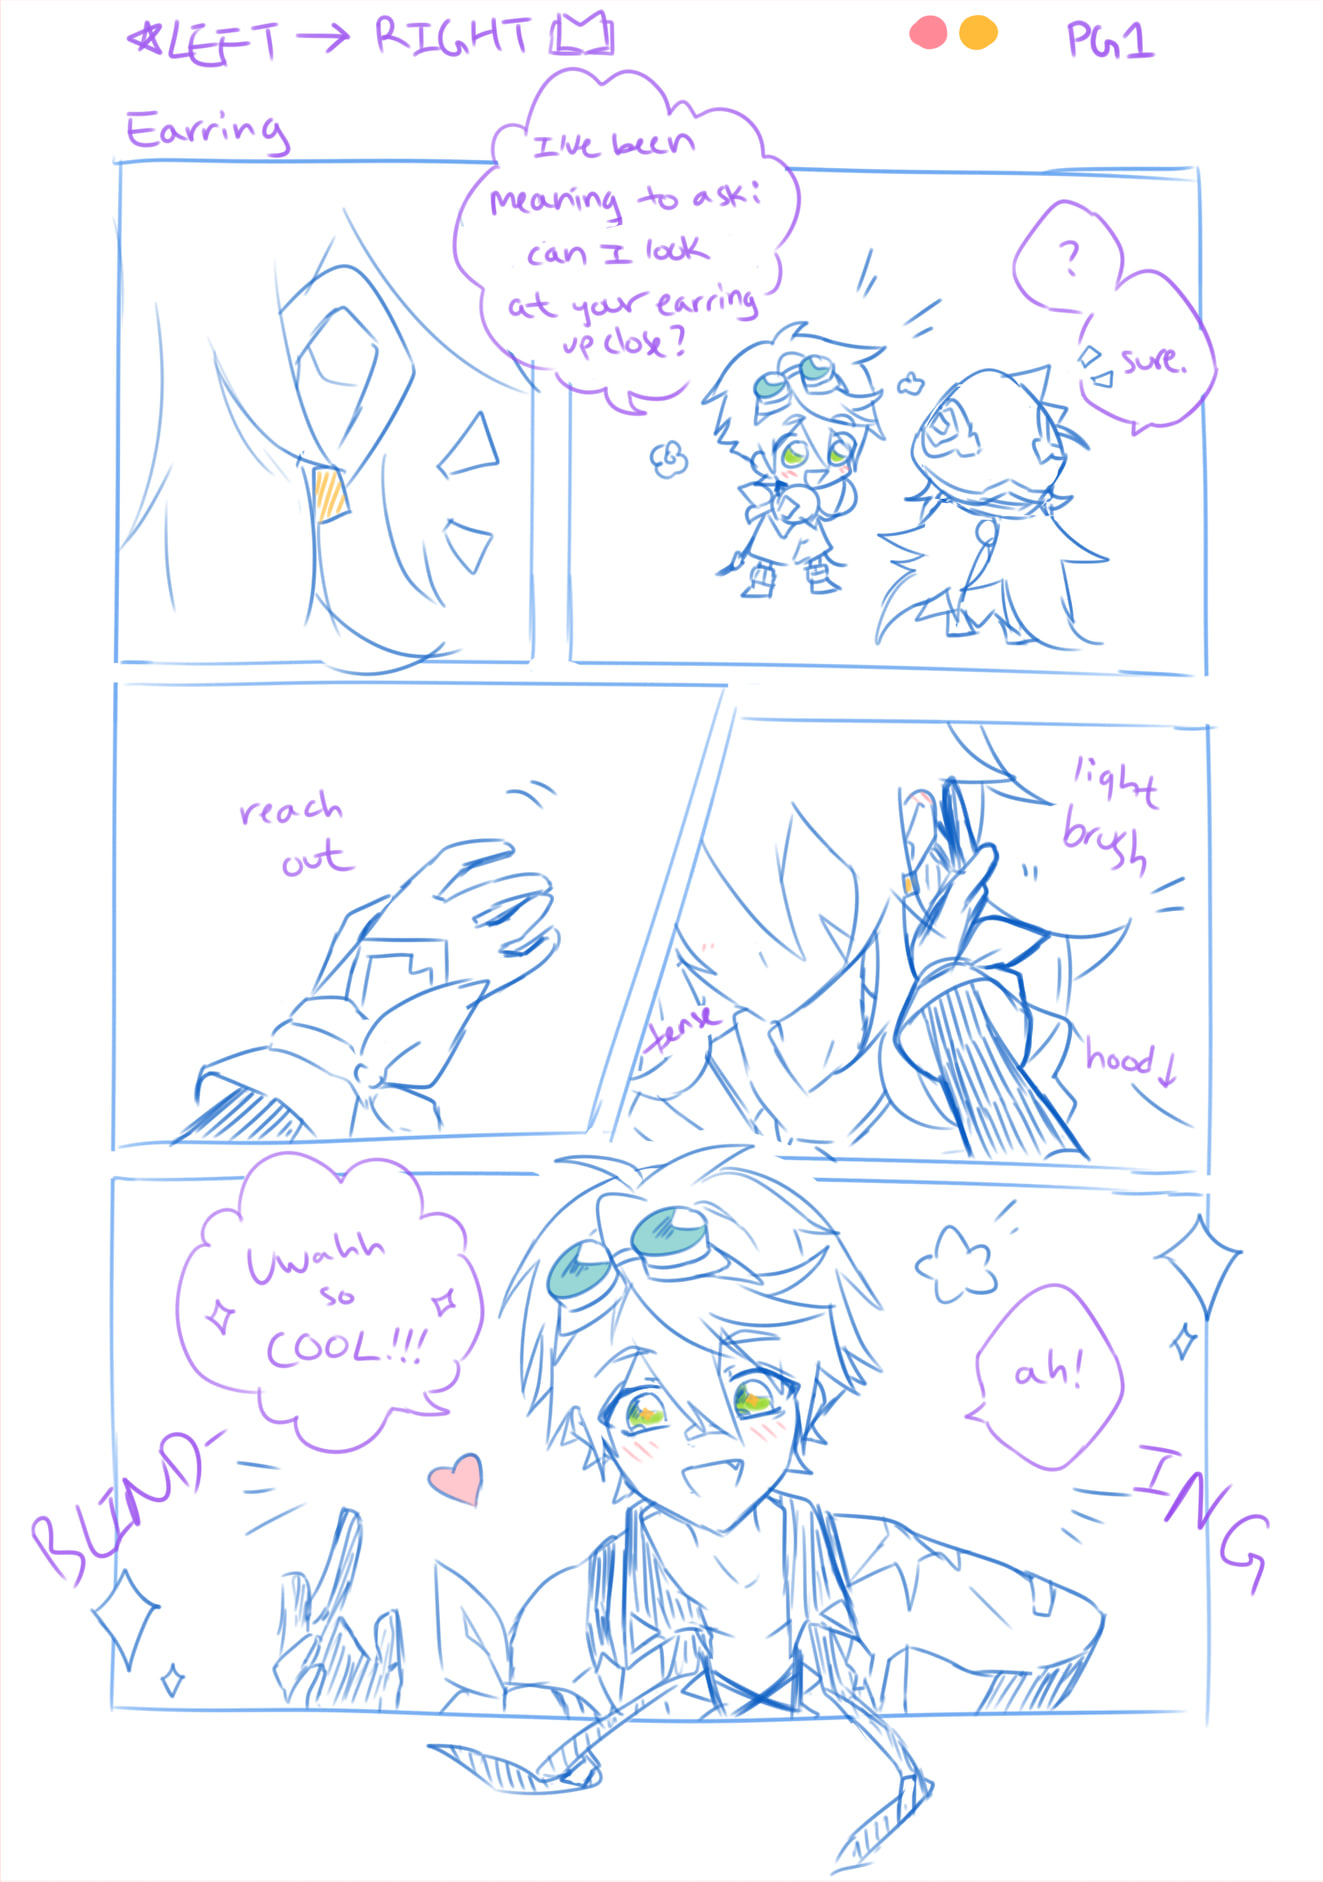 LEFT → RIGHT
PG1
Earring
I've been
meaning to ask:
can I look
at your earring
up close?
?
sure.
reach
out
light
brush
tense
hood ↓
Uwahh
so
COOL!!!
ah!
BLIND-
ING